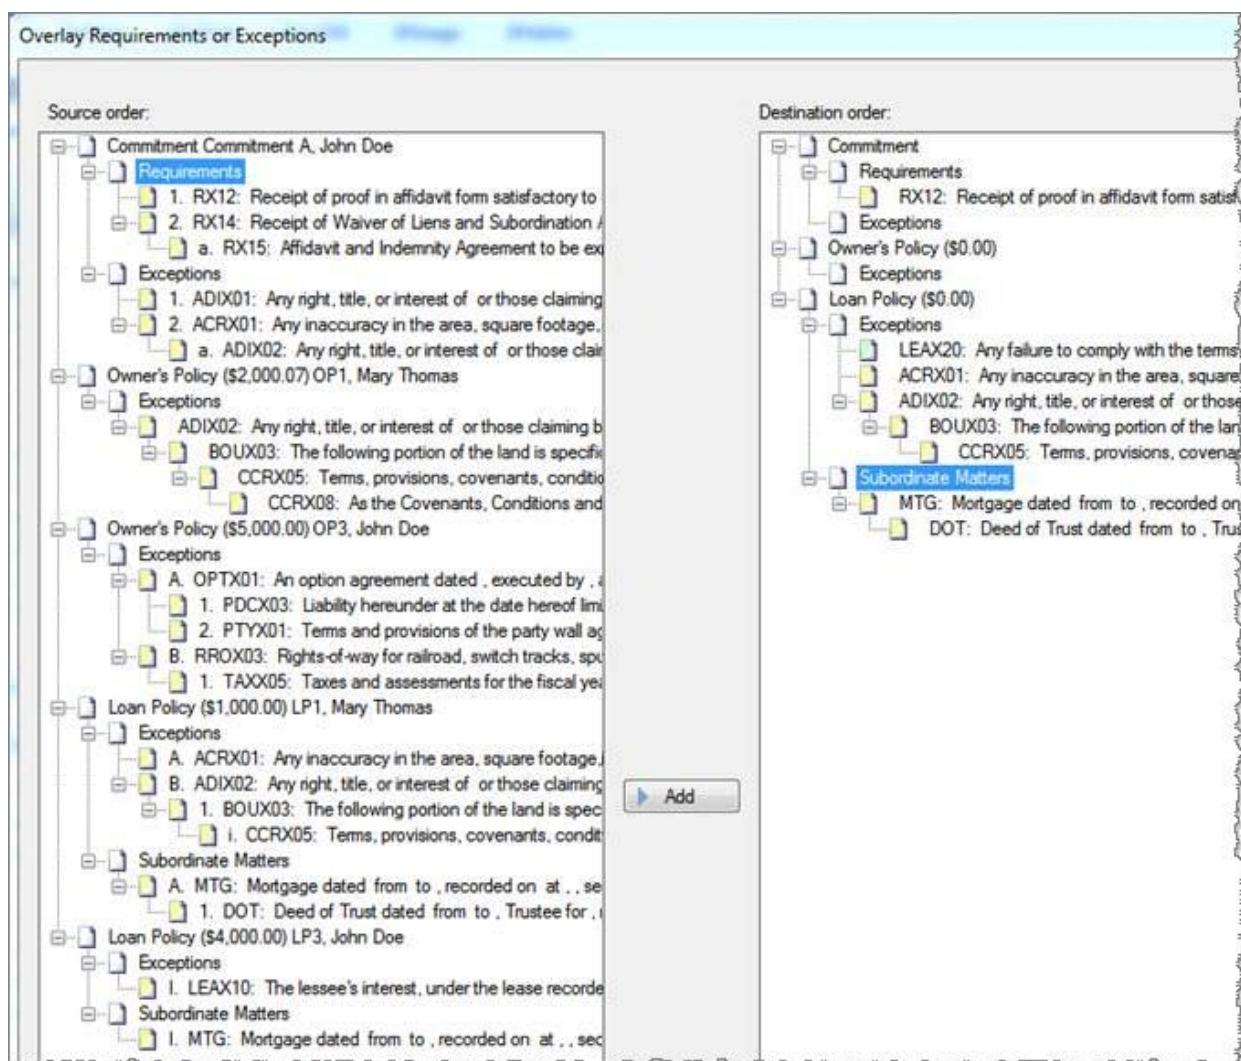 Overlay Requirements or Exceptions
Source order:
Commitment Commitment A, John Doe
Requirements
1. RX12: Receipt of proof in affidavit form satisfactory to
2. RX14: Receipt of Waiver of Liens and Subordination
a. RX15: Affidavit and Indemnity Agreement to be
Exceptions
1. ADIX01: Any right, title, or interest of or those claiming
2. ACRX01: Any inaccuracy in the area, square footage,
a. ADIX02: Any right, title, or interest of or those
Owner's Policy ($2,000.07) OP1, Mary Thomas
Exceptions
ADIX02: Any right, title, or interest of or those claiming b
BOUX03: The following portion of the land is specifi
CCRX05: Terms, provisions, covenants, conditio
CCRX08: As the Covenants, Conditions and
Owner's Policy ($5,000.00) OP3, John Doe
Exceptions
A. OPTX01: An option agreement dated , executed by ,
1. PDCX03: Liability hereunder at the date hereof limi
2. PTYX01: Terms and provisions of the party wall ag
B. RROX03: Rights-of-way for railroad, switch tracks, spu
1. TAXX05: Taxes and assessments for the fiscal yea
Loan Policy ($1,000.00) LP1, Mary Thomas
Exceptions
A. ACRX01: Any inaccuracy in the area, square footage,
B. ADIX02: Any right, title, or interest of or those claiming
1. BOUX03: The following portion of the land is spec
i. CCRX05: Terms, provisions, covenants, condit
Subordinate Matters
A. MTG: Mortgage dated from to , recorded on at , , se
1. DOT: Deed of Trust dated from to , Trustee for ,
Loan Policy ($4,000.00) LP3, John Doe
Exceptions
I. LEAX10: The lessee's interest, under the lease recorde
Subordinate Matters
I. MTG: Mortgage dated from to , recorded on at , , sec
Add
Destination order:
Commitment
Requirements
RX12: Receipt of proof in affidavit form satisf
Exceptions
Owner's Policy ($0.00)
Exceptions
Loan Policy ($0.00)
Exceptions
LEAX20: Any failure to comply with the terms
ACRX01: Any inaccuracy in the area, square
ADIX02: Any right, title, or interest of or those
BOUX03: The following portion of the lan
CCRX05: Terms, provisions, covenan
Subordinate Matters
MTG: Mortgage dated from to , recorded on
DOT: Deed of Trust dated from to , Trus